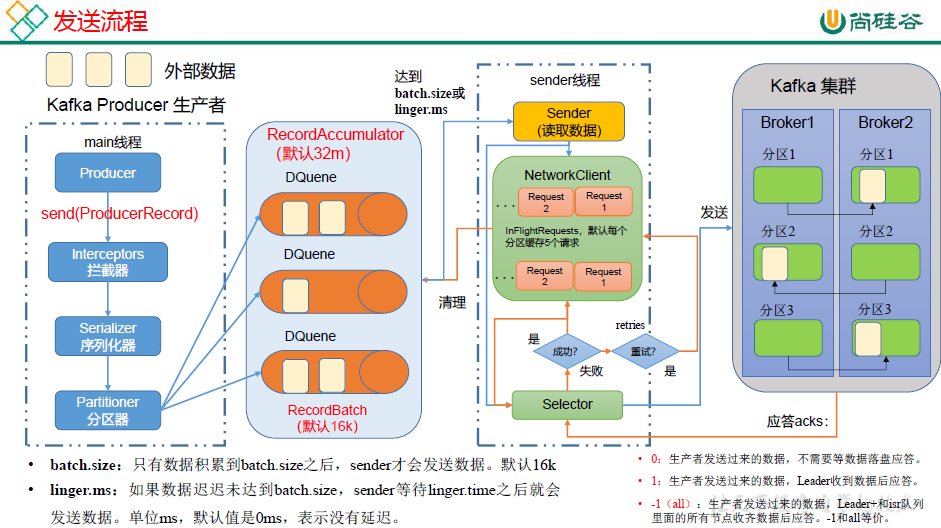 发送流程
尚硅谷
外部数据
Kafka Producer 生产者
main线程
Producer
send(ProducerRecord)
Interceptors
拦截器
Serializer
序列化器
Partitioner
分区器
RecordAccumulator
(默认32m)
DQuene
DQuene
DQuene
RecordBatch
(默认16k)
达到
batch.size或
linger.ms
清理
sender线程
Sender
(读取数据)
NetworkClient
...
Request
2
Request
1
InFlightRequests，默认每个
分区缓存5个请求
...
Request
2
Request
1
是
成功?
失败
retries
重试?
是
Selector
发送
Kafka 集群
Broker1
Broker2
分区1
分区1
分区2
分区2
分区3
分区3
应答acks：
• batch.size：只有数据积累到batch.size之后，sender才会发送数据。默认16k
• linger.ms：如果数据迟迟未达到batch.size，sender等待linger.time之后就会
发送数据。单位ms，默认值是0ms，表示没有延迟。
• 0：生产者发送过来的数据，不需要等数据落盘应答。
• 1：生产者发送过来的数据，Leader收到数据后应答。
• -1（all）：生产者发送过来的数据，Leader+和isr队列
里面的所有节点收齐数据后应答。-1和all等价。